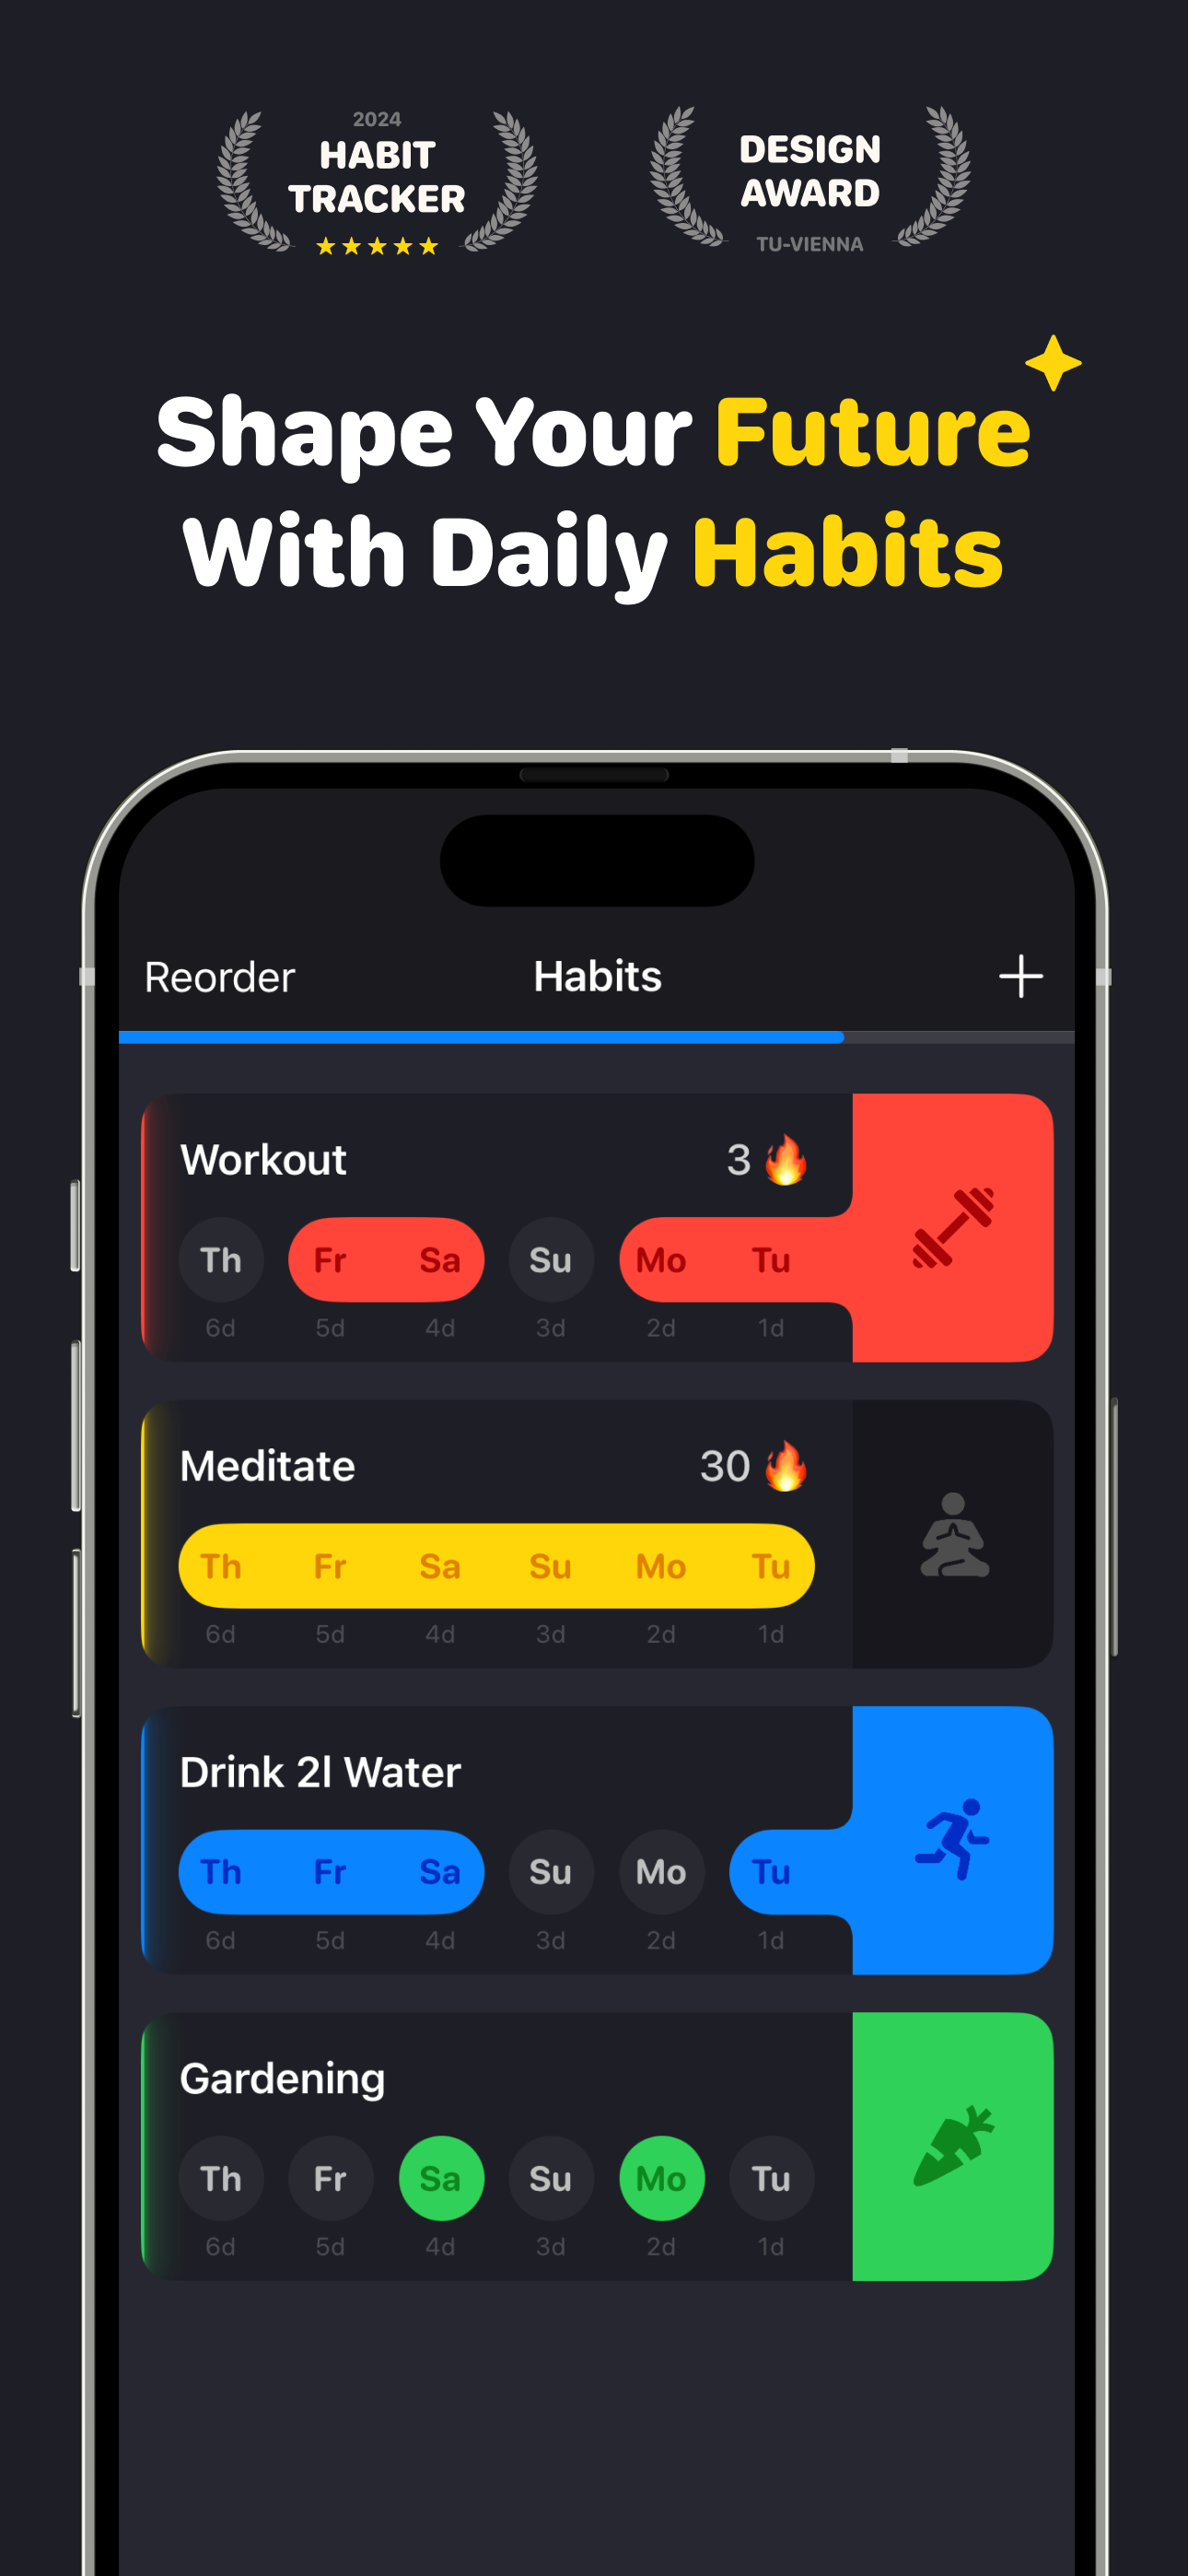 2024
HABIT
TRACKER
DESIGN
AWARD
TU-VIENNA
Shape Your Future
With Daily Habits
Reorder Habits
Workout 3
Th Fr Sa Su Mo Tu
6d 5d 4d 3d 2d 1d
Meditate 30
Th Fr Sa Su Mo Tu
6d 5d 4d 3d 2d 1d
Drink 2l Water
Th Fr Sa Su Mo Tu
6d 5d 4d 3d 2d 1d
Gardening
Th Fr Sa Su Mo Tu
6d 5d 4d 3d 2d 1d